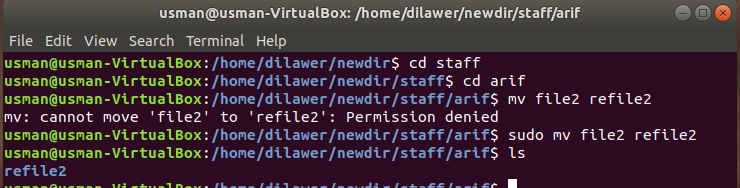 usman@usman-VirtualBox: /home/dilawer/newdir/staff/arif
File Edit View Search Terminal Help
usman@usman-VirtualBox:/home/dilawer/newdir$ cd staff
usman@usman-VirtualBox:/home/dilawer/newdir/staff$ cd arif
usman@usman-VirtualBox:/home/dilawer/newdir/staff/arif$ mv file2 refile2
mv: cannot move 'file2' to 'refile2': Permission denied
usman@usman-VirtualBox:/home/dilawer/newdir/staff/arif$ sudo mv file2 refile2
usman@usman-VirtualBox:/home/dilawer/newdir/staff/arif$ ls
refile2
usman@usman-VirtualBox:/home/dilawer/newdir/staff/arif$